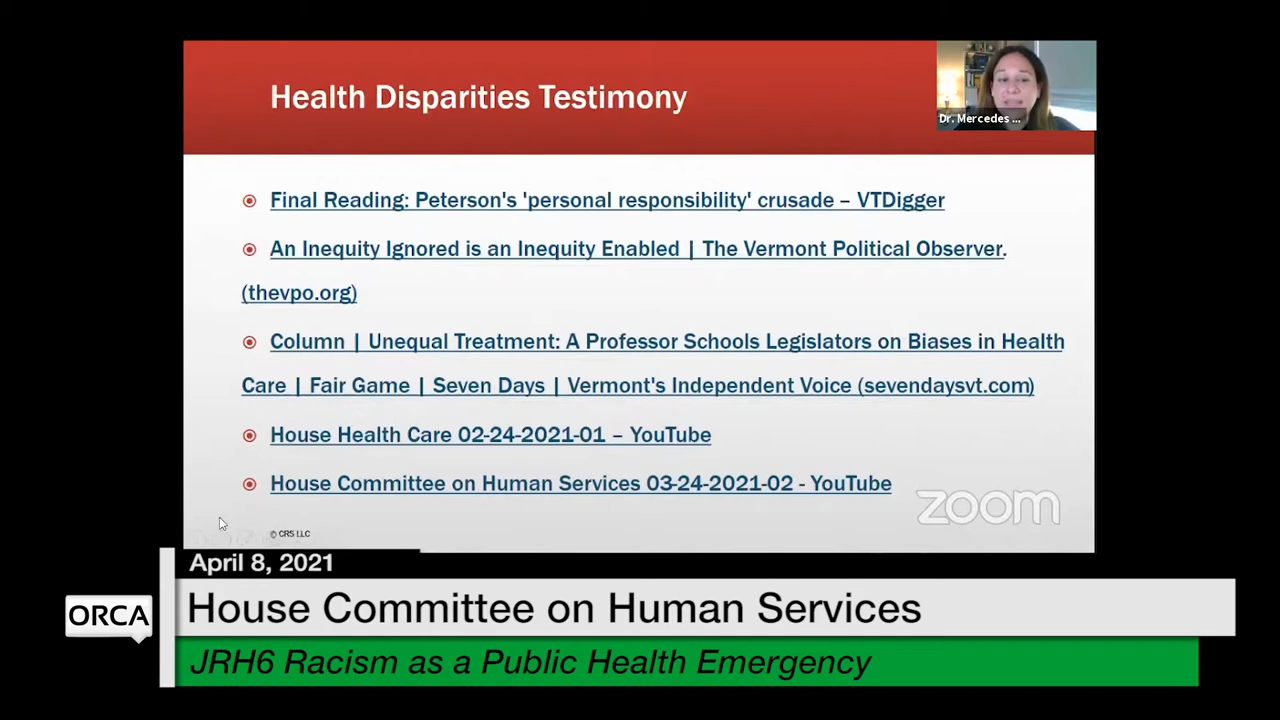 Health Disparities Testimony
Dr. Mercedes ...
Final Reading: Peterson's 'personal responsibility' crusade – VTDigger
An Inequity Ignored is an Inequity Enabled | The Vermont Political Observer.
(thevpo.org)
Column | Unequal Treatment: A Professor Schools Legislators on Biases in Health
Care | Fair Game | Seven Days | Vermont's Independent Voice (sevendaysvt.com)
House Health Care 02-24-2021-01 – YouTube
House Committee on Human Services 03-24-2021-02 - YouTube
zoom
© CRS LLC
April 8, 2021
ORCA
House Committee on Human Services
JRH6 Racism as a Public Health Emergency